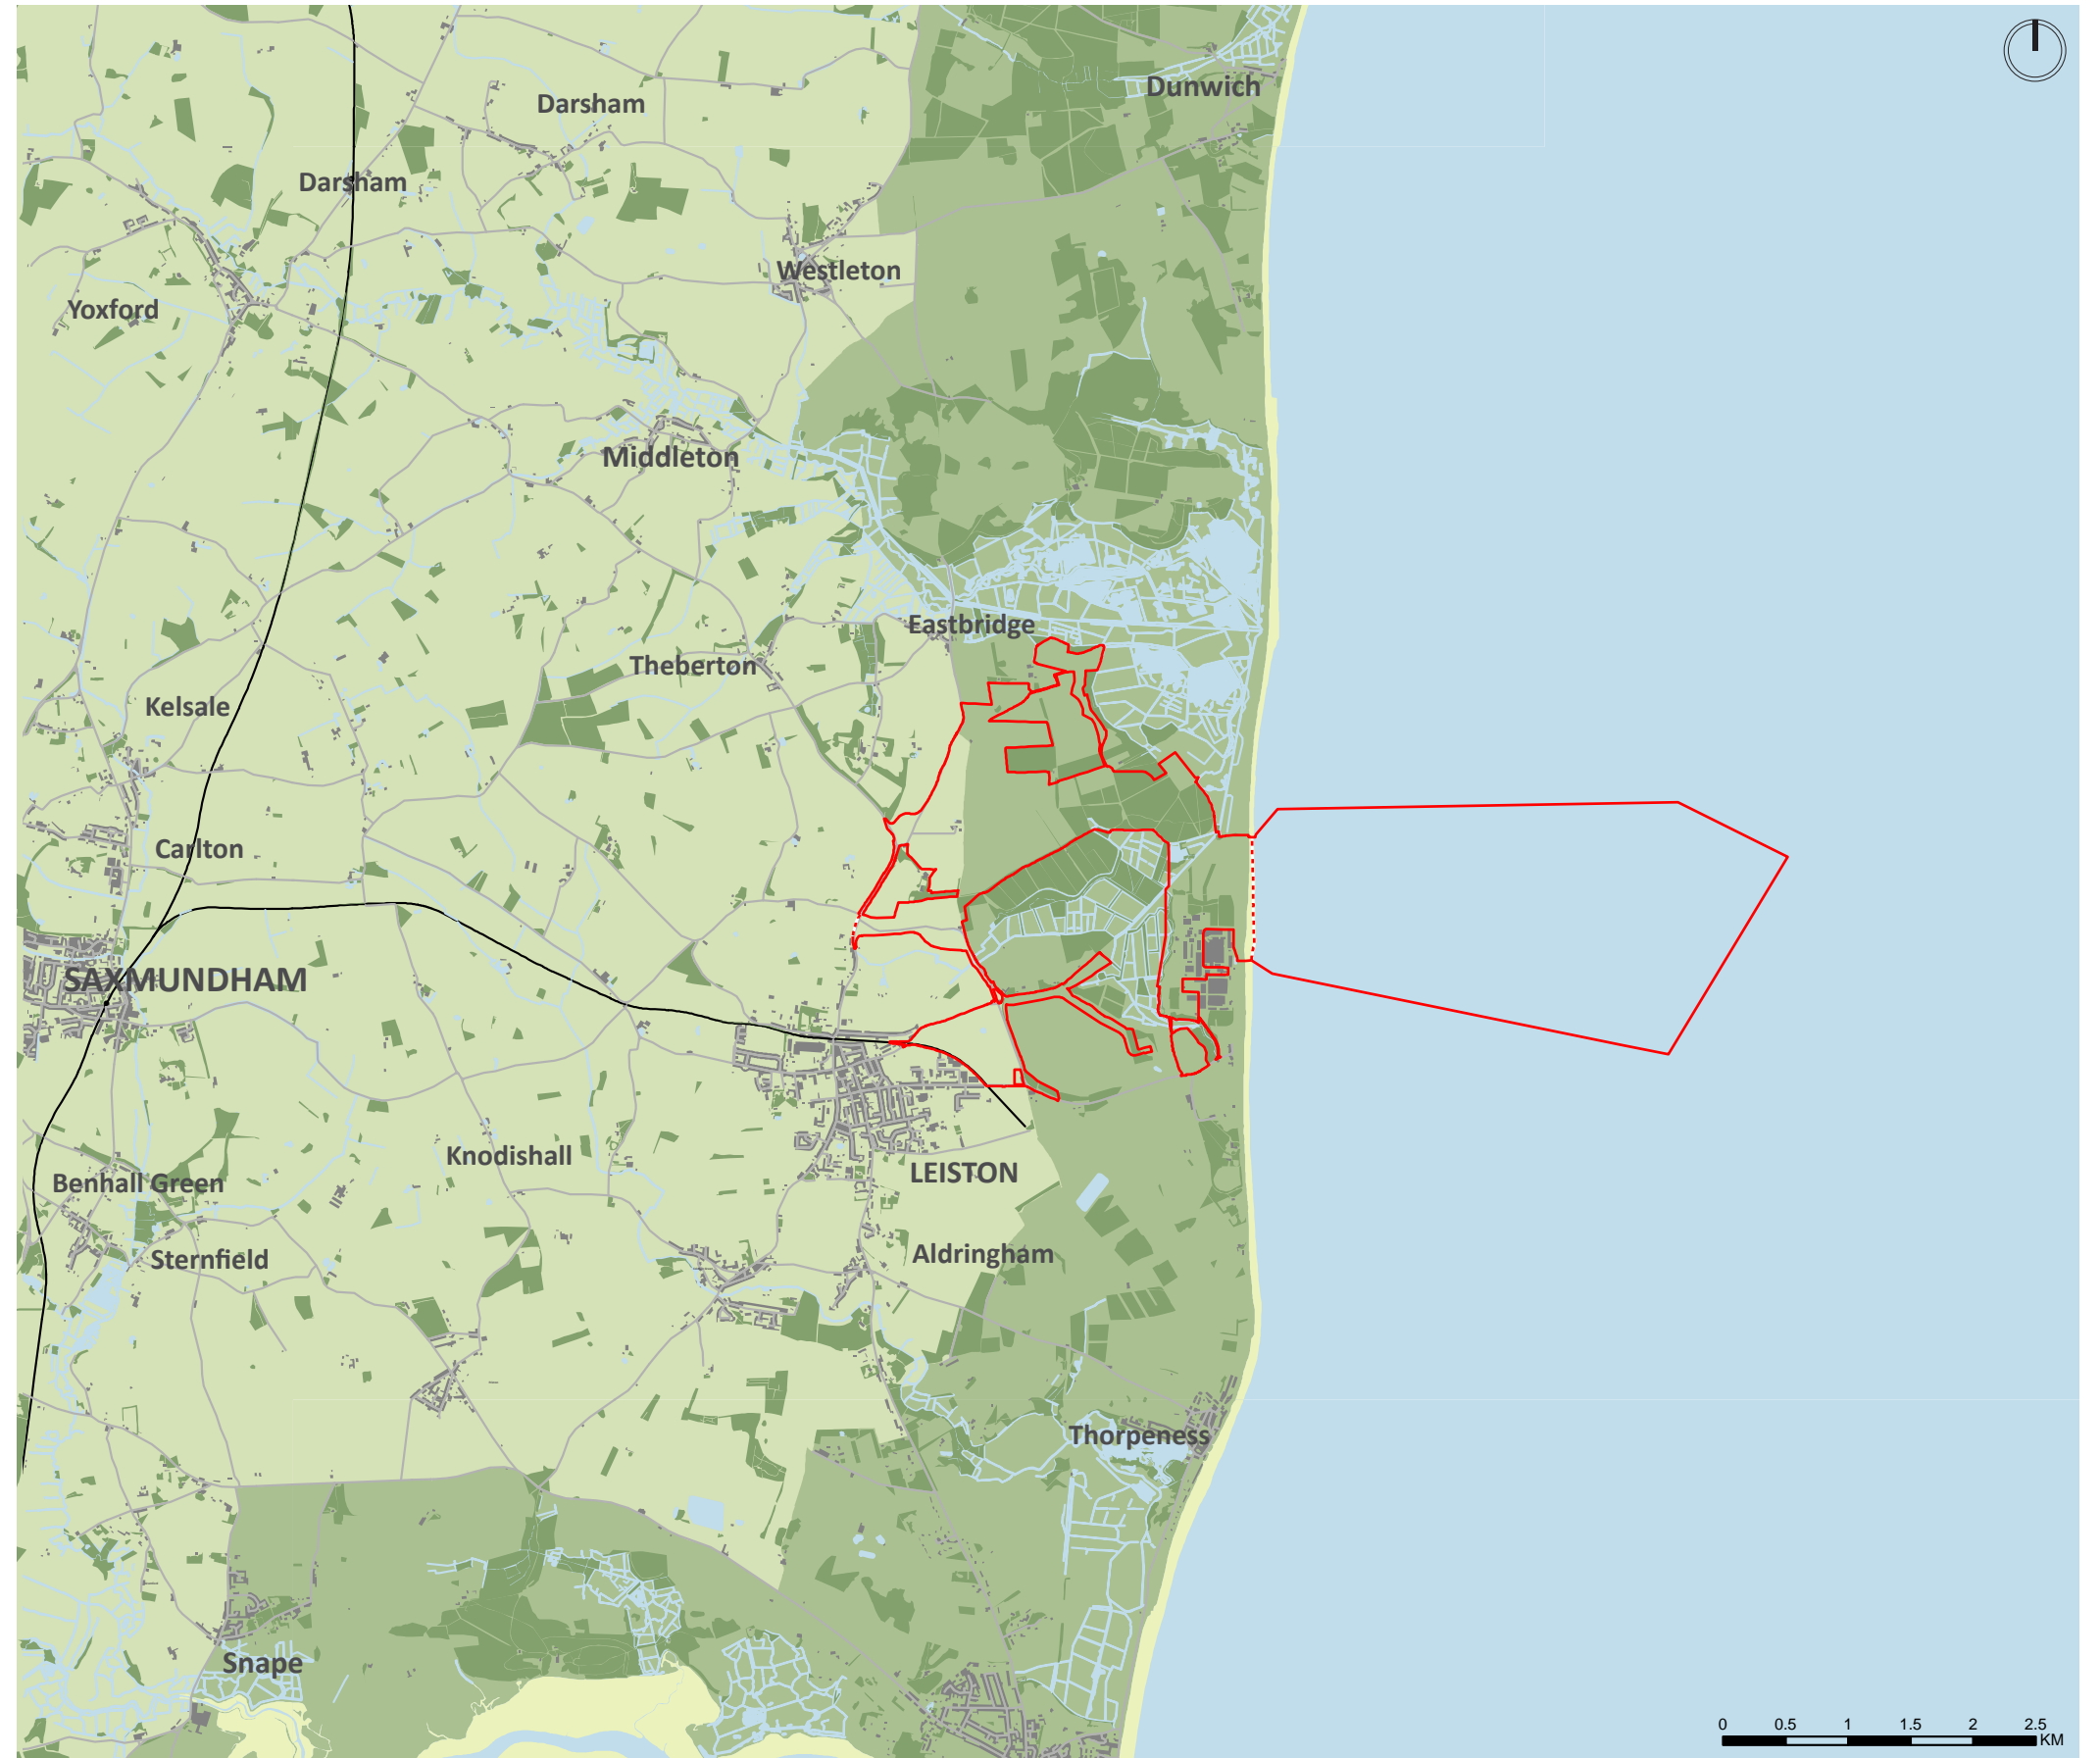 Dunwich
Darsham
Darsham
Westleton
Yoxford
Middleton
Eastbridge
Theberton
Kelsale
Carlton
SAXMUNDHAM
Knodishall
LEISTON
Benhall Green
Aldringham
Sternfield
Thorpeness
Snape
0 0.5 1 1.5 2 2.5
KM